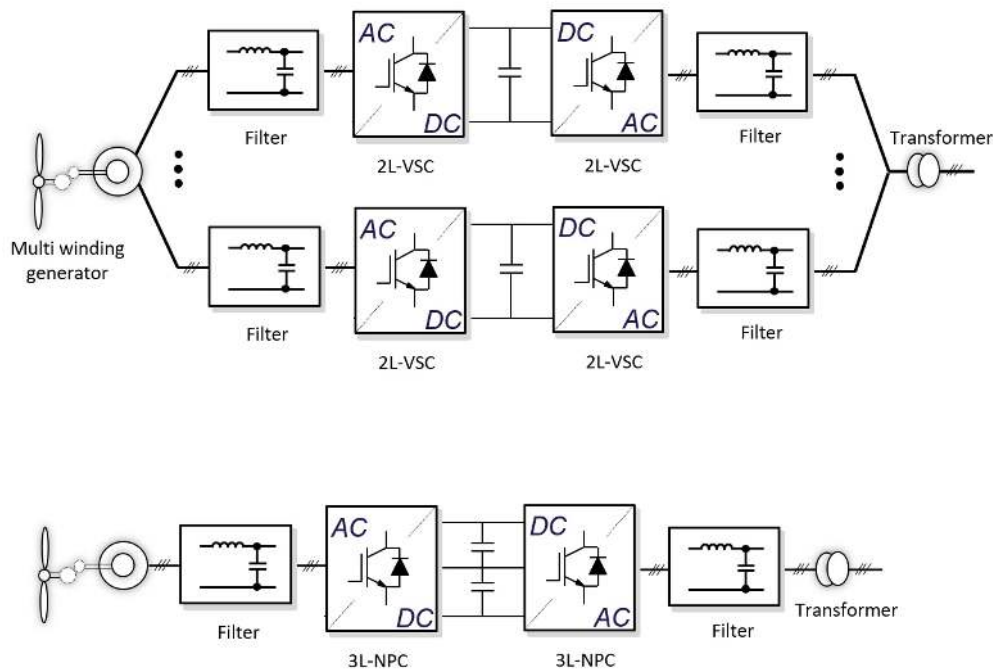 AC
DC
DC
AC
Filter
Filter
2L-VSC
2L-VSC
Transformer
Multi winding
generator
AC
DC
DC
AC
Filter
Filter
2L-VSC
2L-VSC
AC
DC
DC
AC
Filter
Filter
Transformer
3L-NPC
3L-NPC